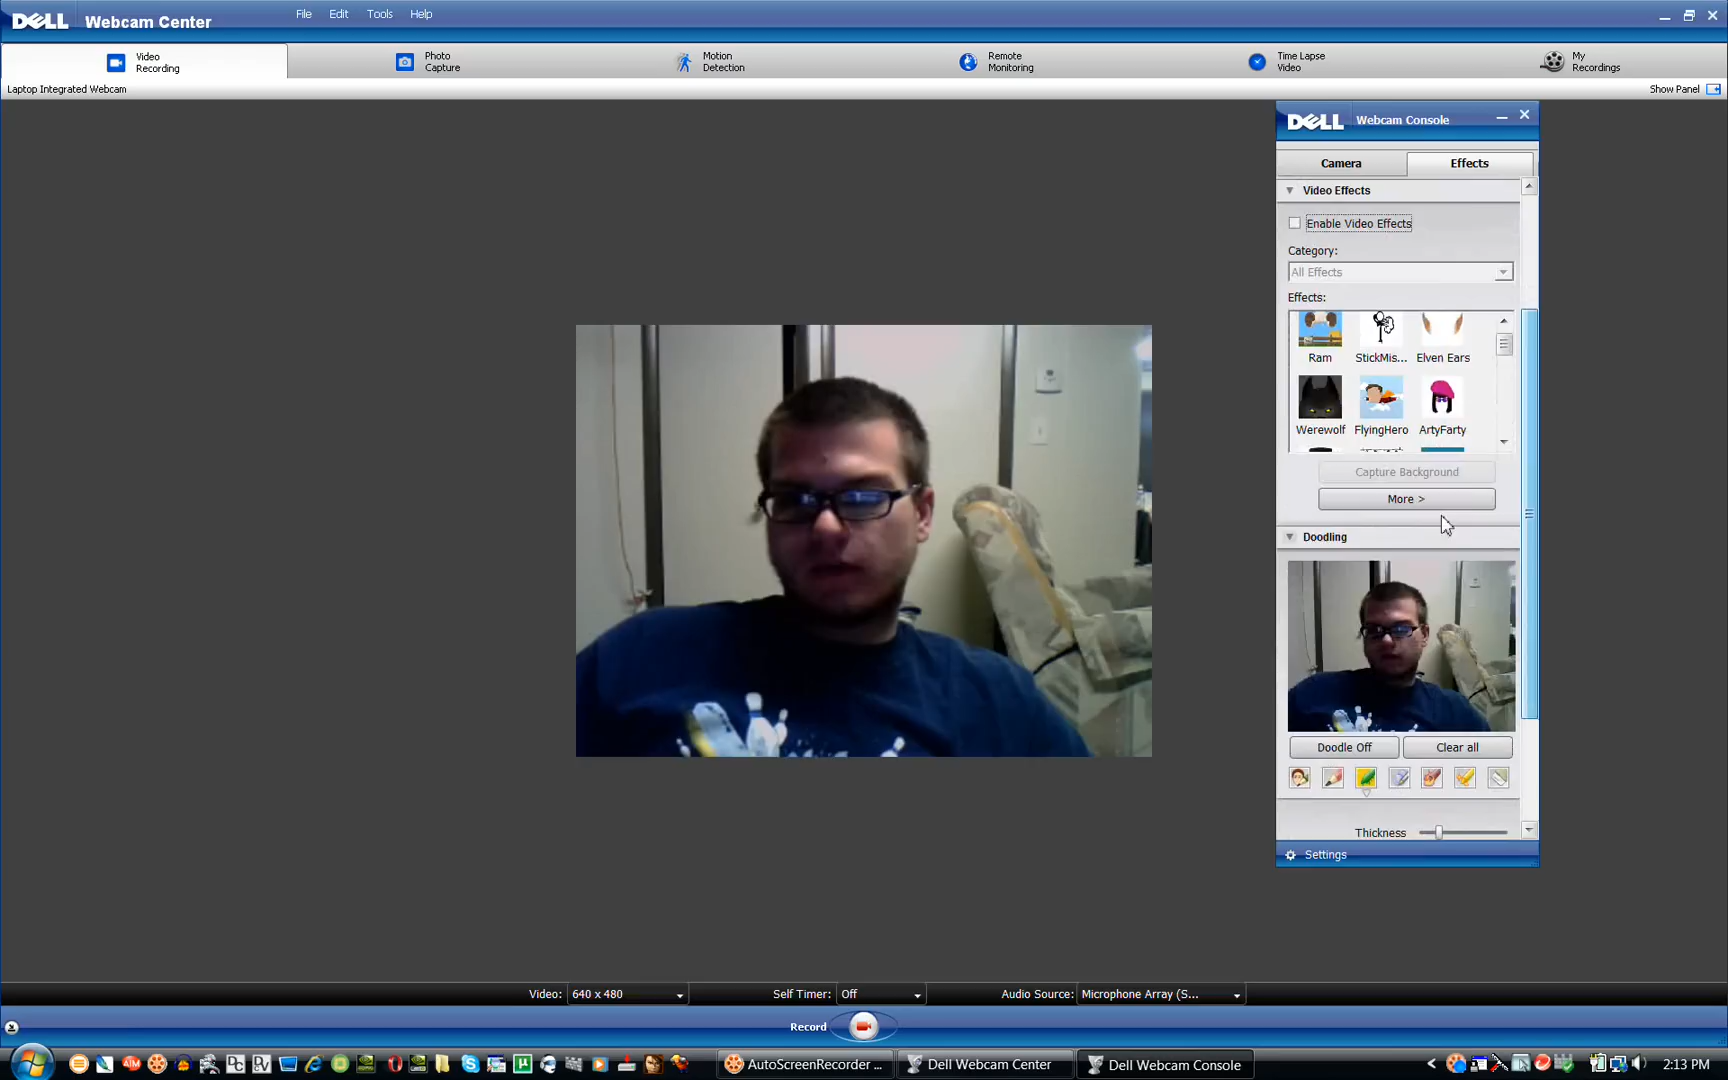 DELL Webcam Center
File Edit Tools Help
Video Recording
Photo Capture
Motion Detection
Remote Monitoring
Time Lapse Video
My Recordings
Laptop Integrated Webcam
Show Panel
DELL Webcam Console
Camera Effects
Video Effects
Enable Video Effects
Category:
All Effects
Effects:
Ram StickMis... Elven Ears
Werewolf FlyingHero ArtyFarty
Capture Background
More >
Doodling
Doodle Off Clear all
Thickness
Settings
Video: 640 x 480 Self Timer: Off Audio Source: Microphone Array (S...
Record
AutoScreenRecorder ... Dell Webcam Center Dell Webcam Console 2:13 PM